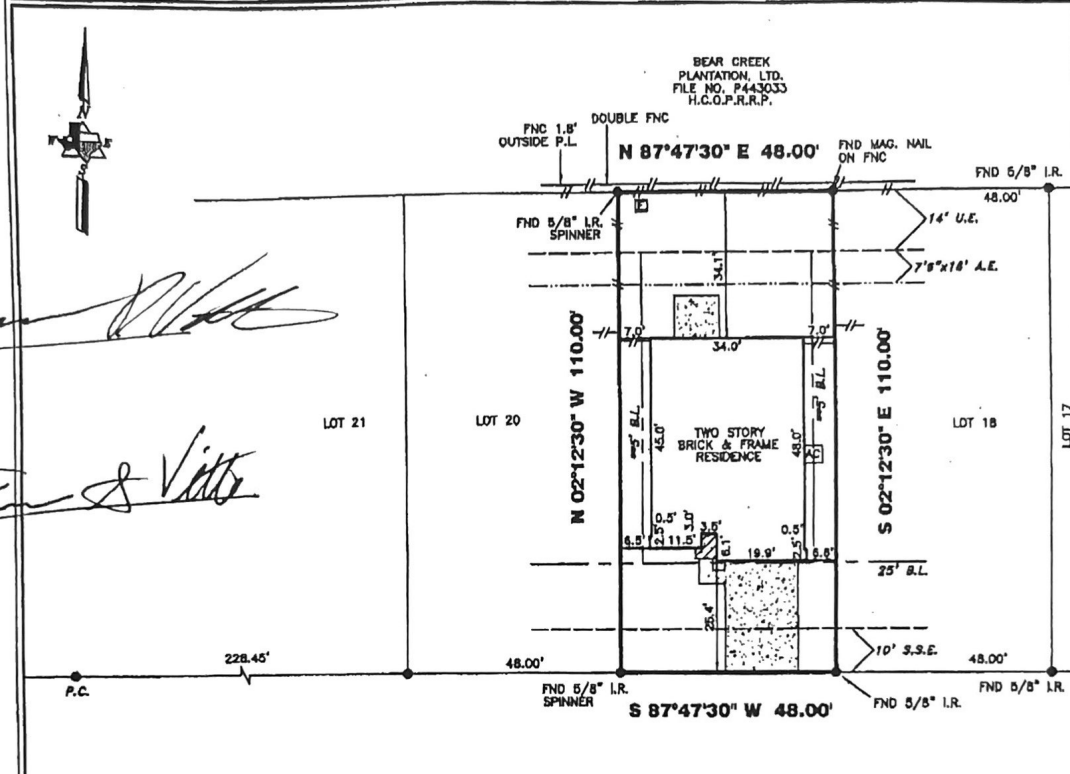 BEAR CREEK
PLANTATION, LTD.
FILE NO. P443033
H.C.O.P.R.R.P.
DOUBLE FNC
FNC 1.8'
OUTSIDE P.L.
N 87°47'30" E 48.00'
FND MAG. NAIL
ON FNC
FND 5/8" I.R.
48.00'
N
W
E
S
FND 5/8" I.R.
SPINNER
14' U.E.
7'6"x16' A.E.
34.1'
7.0'
34.0'
7.0'
N 02°12'30" W 110.00'
S 02°12'30" E 110.00'
5' B.L.
5' B.L.
LOT 21
LOT 20
LOT 18
LOT 17
45.0'
TWO STORY
BRICK & FRAME
RESIDENCE
48.0'
A/C
0.5'
2.5'
3.0'
3.5'
0.5'
6.5'
11.5'
6.1'
19.9'
2.5'
6.6'
25' B.L.
25.4'
10' S.S.E.
228.45'
48.00'
48.00'
P.C.
FND 5/8" I.R.
SPINNER
S 87°47'30" W 48.00'
FND 5/8" I.R.
FND 5/8" I.R.